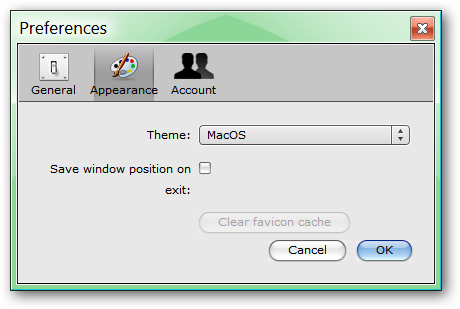 Preferences
General Appearance Account
Theme: MacOS
Save window position on
exit:
Clear favicon cache
Cancel OK